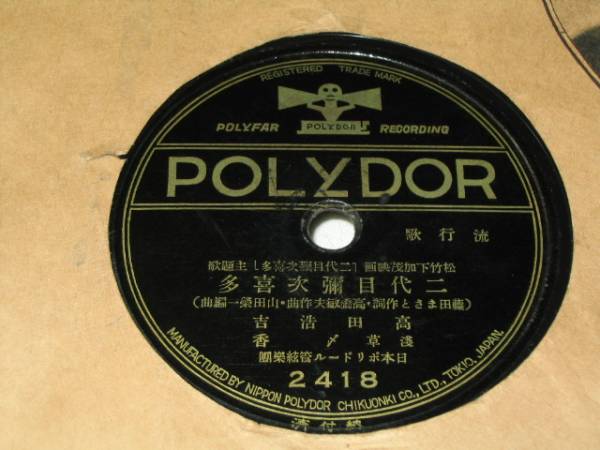 REGISTERED TRADE MARK
POLYDOR
POLYFAR RECORDING
POLYDOR
流行歌
松竹下加茂映画「二代目彌次喜多」主題歌
二代目彌次喜多
(藤田まさと作詞・高橋敏夫作曲・山田榮一編曲)
高田浩吉
淺草〆香
日本ポリドール管絃樂團
2418
MANUFACTURED BY NIPPON POLYDOR CHIKUONKI CO., LTD., TOKIO, JAPAN.
納付濟